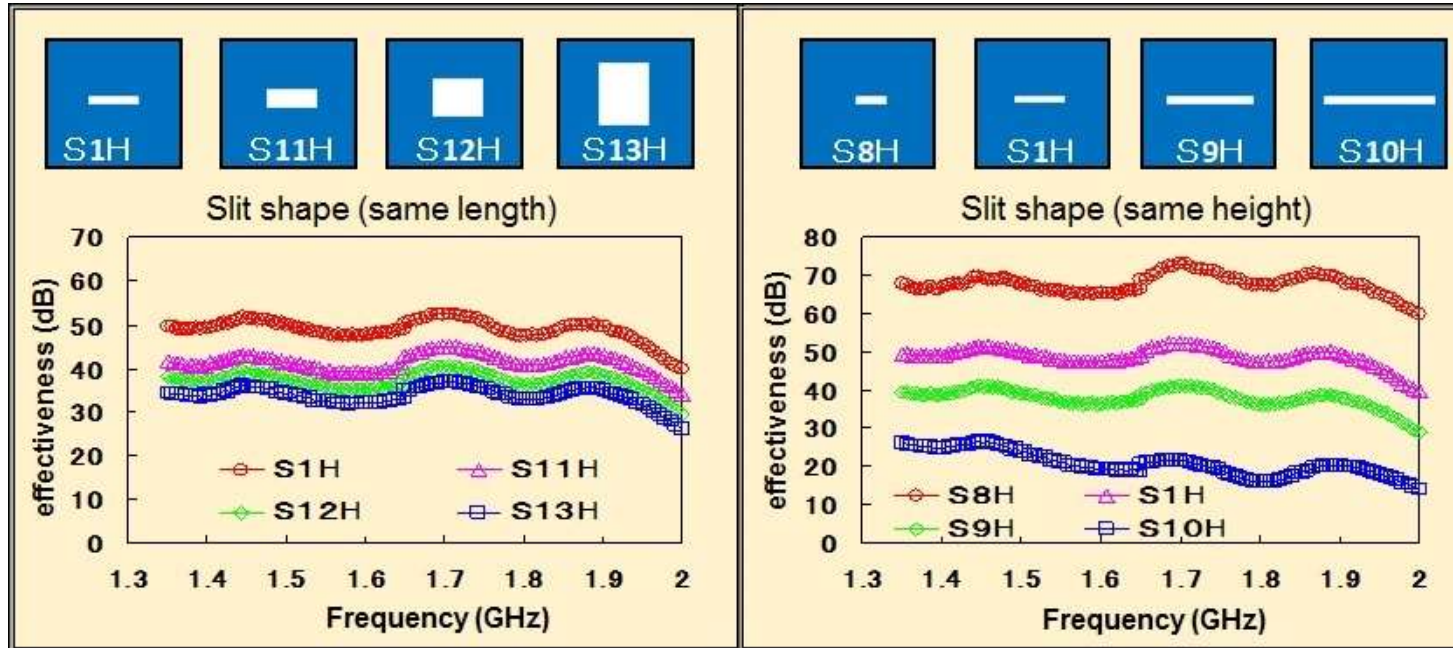 S1H S11H S12H S13H
Slit shape (same length)
effectiveness (dB)
70
60
50
40
30
20
10
0
S1H S11H
S12H S13H
1.3 1.4 1.5 1.6 1.7 1.8 1.9 2
Frequency (GHz)
S8H S1H S9H S10H
Slit shape (same height)
effectiveness (dB)
80
70
60
50
40
30
20
10
0
S8H S1H
S9H S10H
1.3 1.4 1.5 1.6 1.7 1.8 1.9 2
Frequency (GHz)